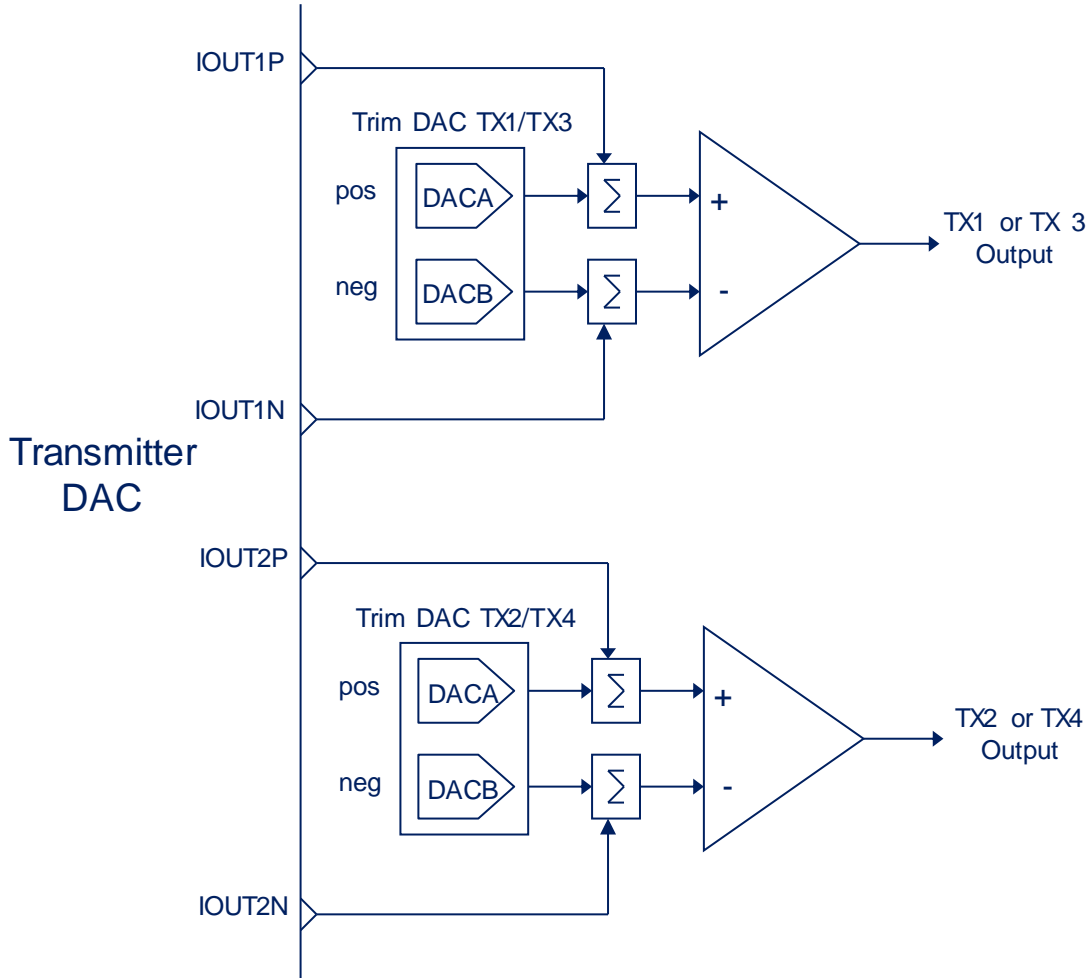 IOUT1P
Trim DAC TX1/TX3
pos
DACA
Σ
+
TX1 or TX 3
Output
neg
DACB
Σ
-
IOUT1N
Transmitter
DAC
IOUT2P
Trim DAC TX2/TX4
pos
DACA
Σ
+
TX2 or TX4
Output
neg
DACB
Σ
-
IOUT2N